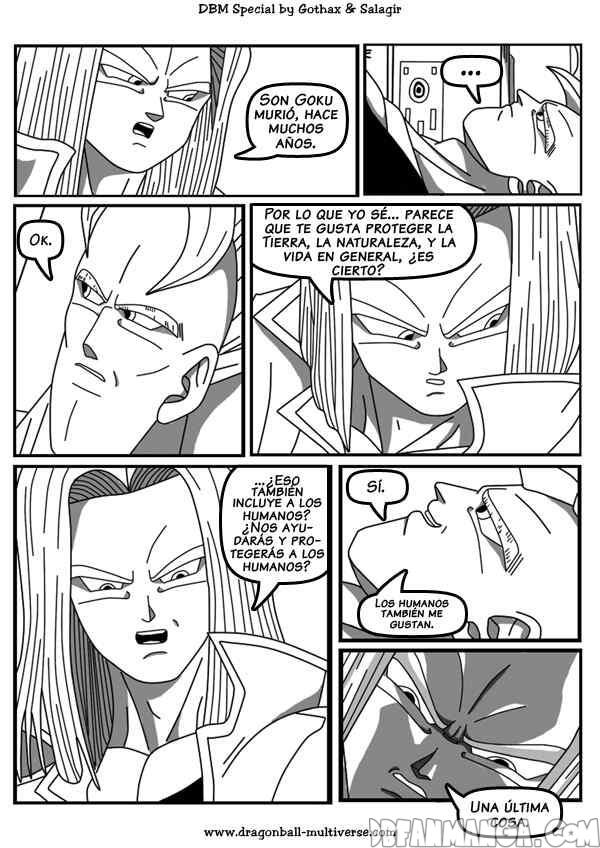 DBM Special by Gothax & Salagir
Son Goku
murió, hace
muchos
años.
...
Ok.
Por lo que yo sé... parece
que te gusta proteger la
Tierra, la naturaleza, y la
vida en general, ¿es
cierto?
...¿Eso
también
incluye a los
humanos?
¿Nos ayu-
darás y pro-
tegerás a los
humanos?
Sí.
Los humanos
también me
gustan.
Una última
cosa.
www.dragonball-multiverse.com
DBFANMANGA.COM